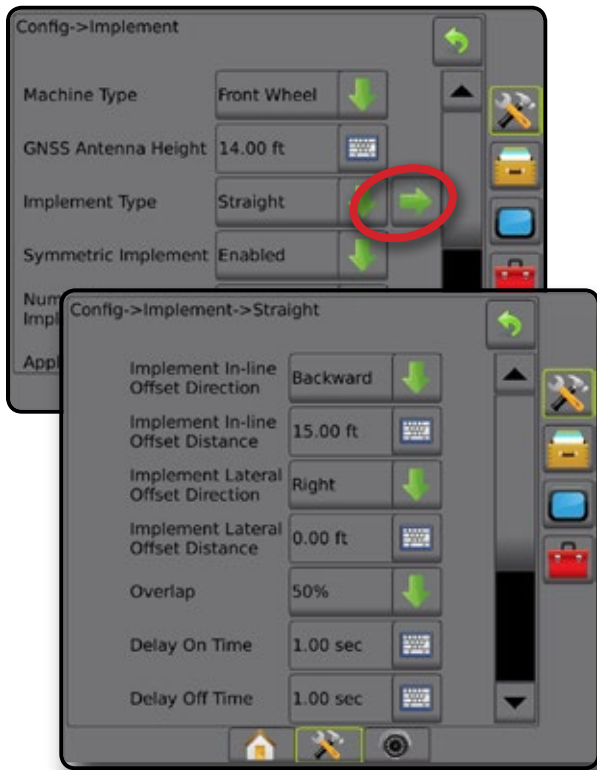 Config->Implement
Machine Type Front Wheel
GNSS Antenna Height 14.00 ft
Implement Type Straight
Symmetric Implement Enabled
Num
Impl
Appl
Config->Implement->Straight
Implement In-line
Offset Direction Backward
Implement In-line
Offset Distance 15.00 ft
Implement Lateral
Offset Direction Right
Implement Lateral
Offset Distance 0.00 ft
Overlap 50%
Delay On Time 1.00 sec
Delay Off Time 1.00 sec